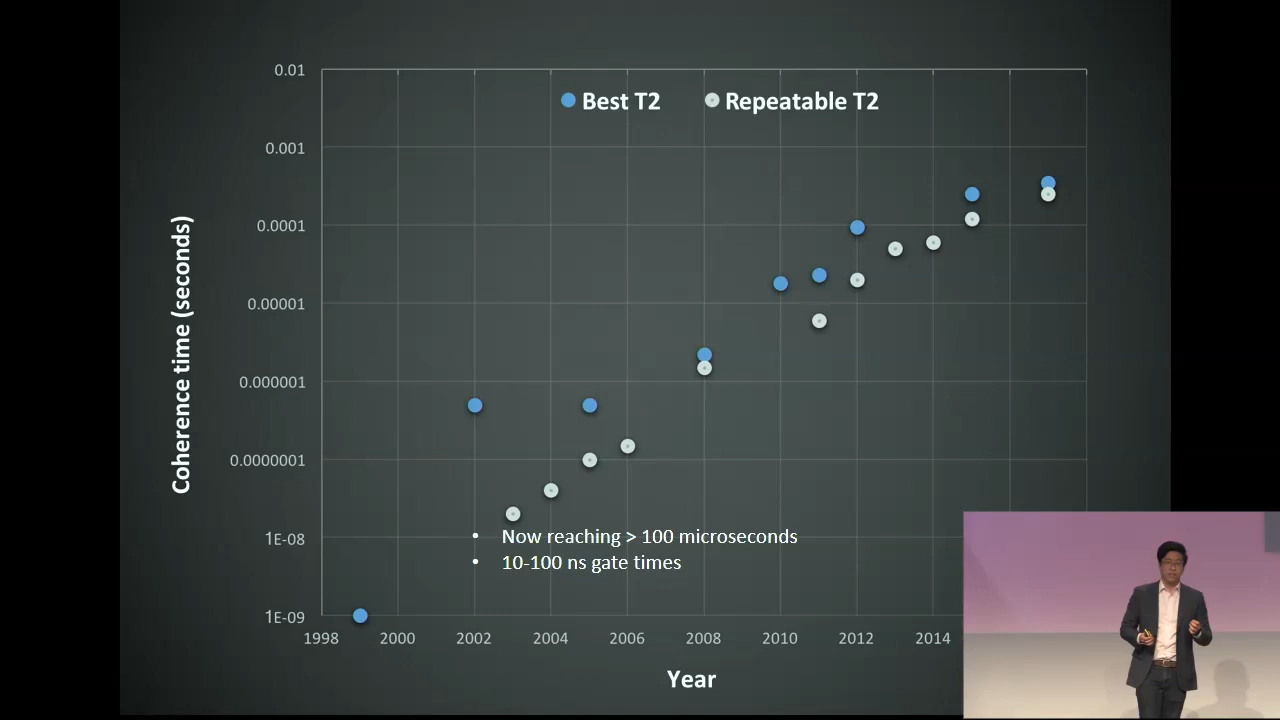 0.01
Best T2 Repeatable T2
0.001
0.0001
0.00001
0.000001
0.0000001
1E-08
1E-09
Coherence time (seconds)
• Now reaching > 100 microseconds
• 10-100 ns gate times
1998 2000 2002 2004 2006 2008 2010 2012 2014
Year